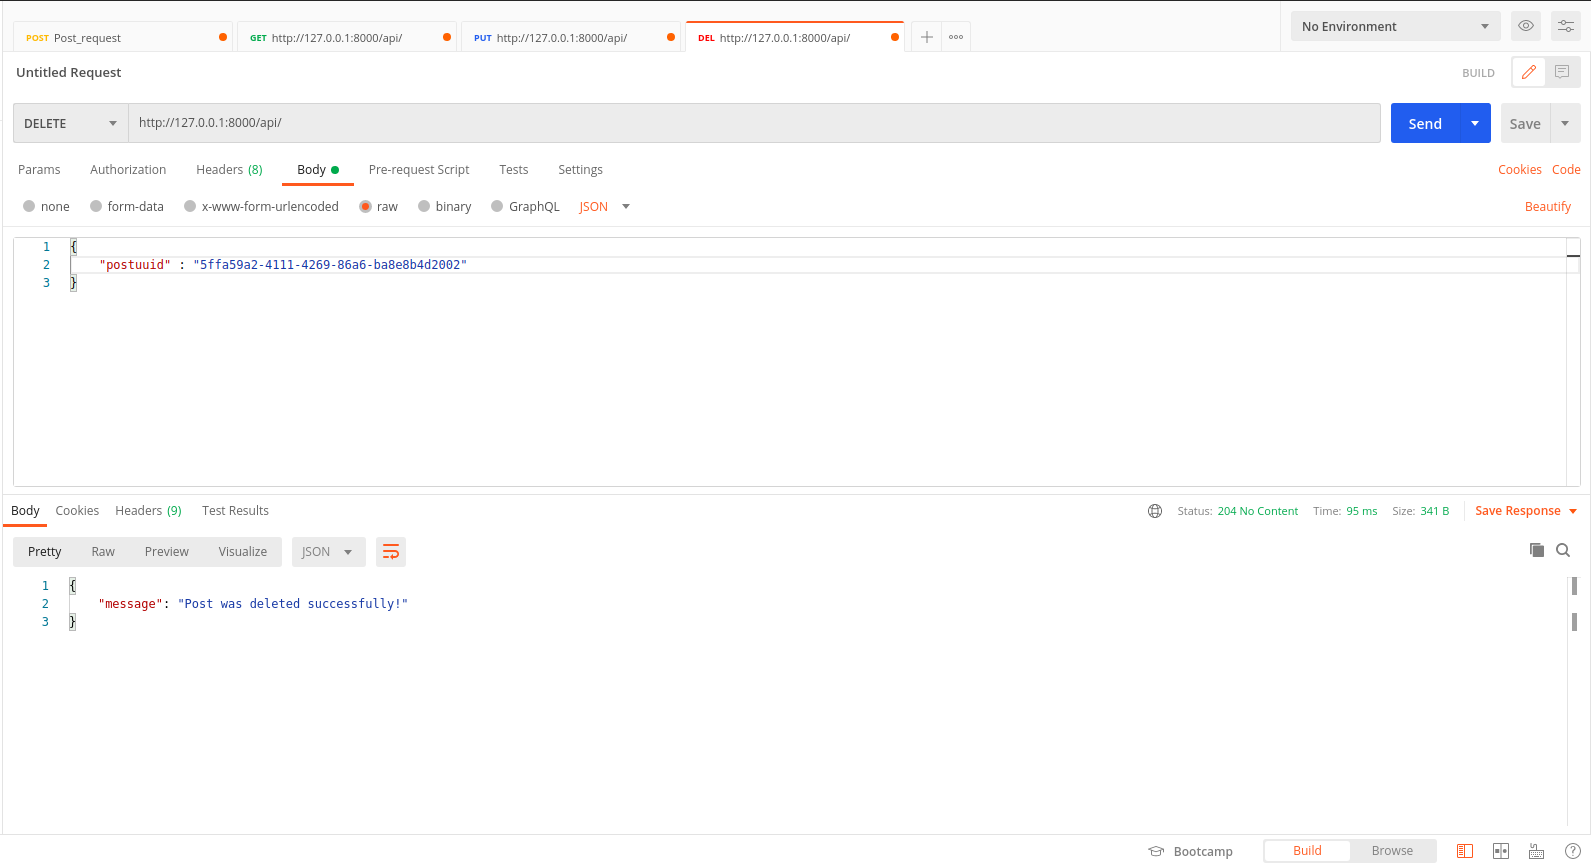 POST Post_request
GET http://127.0.0.1:8000/api/
PUT http://127.0.0.1:8000/api/
DEL http://127.0.0.1:8000/api/
No Environment
Untitled Request
BUILD
DELETE
http://127.0.0.1:8000/api/
Send
Save
Params Authorization Headers (8) Body Pre-request Script Tests Settings
Cookies Code
none form-data x-www-form-urlencoded raw binary GraphQL JSON
Beautify
1 {
2 "postuuid" : "5ffa59a2-4111-4269-86a6-ba8e8b4d2002"
3 }
Body Cookies Headers (9) Test Results
Status: 204 No Content Time: 95 ms Size: 341 B
Save Response
Pretty Raw Preview Visualize JSON
1 {
2 "message": "Post was deleted successfully!"
3 }
Bootcamp
Build Browse